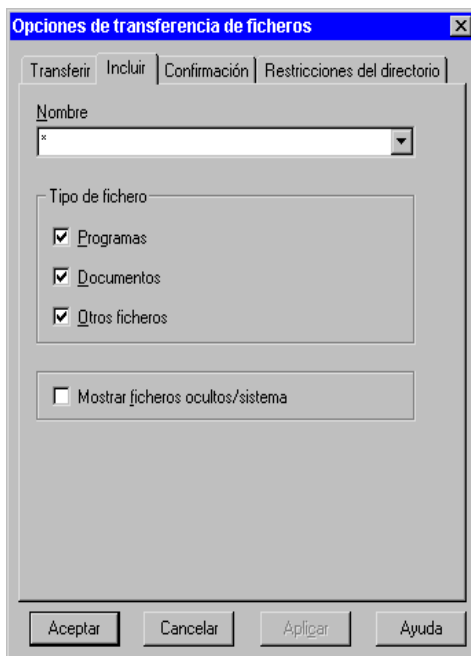 Opciones de transferencia de ficheros
Transferir Incluir Confirmación Restricciones del directorio
Nombre
*
Tipo de fichero
Programas
Documentos
Otros ficheros
Mostrar ficheros ocultos/sistema
Aceptar Cancelar Aplicar Ayuda